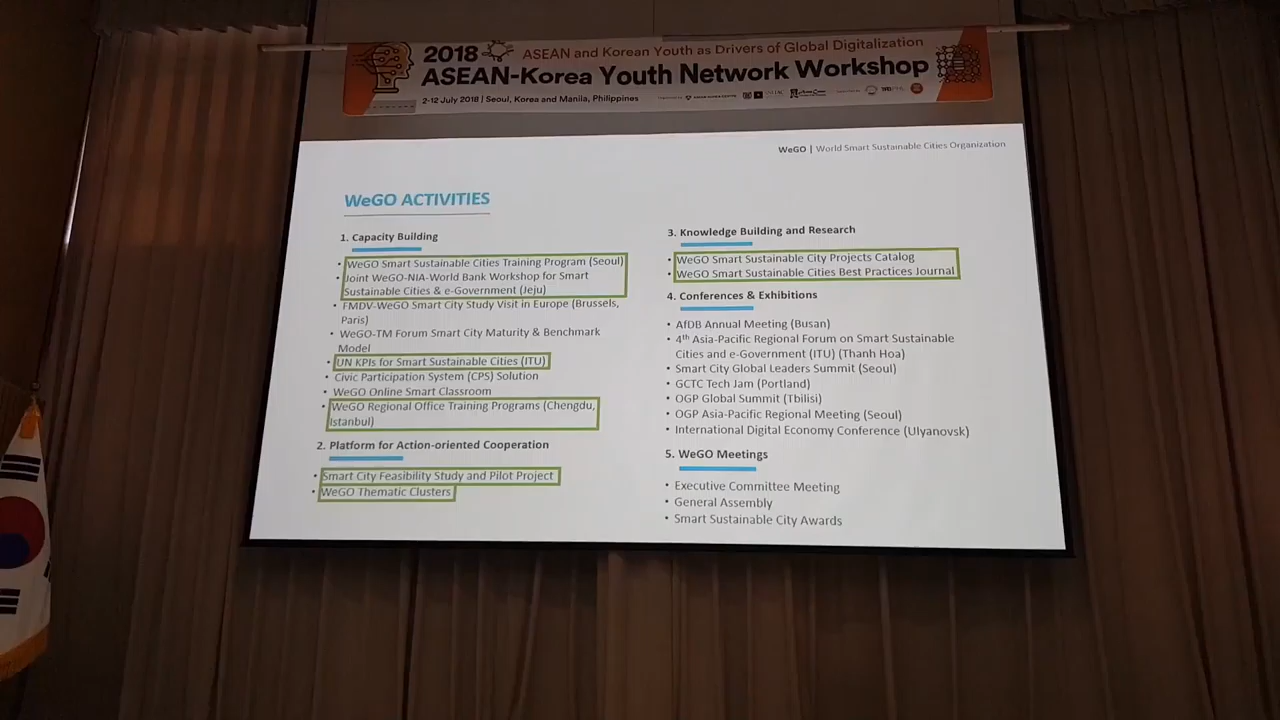 2018 ASEAN and Korean Youth as Drivers of Global Digitalization
ASEAN-Korea Youth Network Workshop
2-12 July 2018 | Seoul, Korea and Manila, Philippines
WeGO | World Smart Sustainable Cities Organization
WeGO ACTIVITIES
1. Capacity Building
• WeGO Smart Sustainable Cities Training Program (Seoul)
• Joint WeGO-NIA-World Bank Workshop for Smart
Sustainable Cities & e-Government (Jeju)
• FMDV-WeGO Smart City Study Visit in Europe (Brussels,
Paris)
• WeGO-TM Forum Smart City Maturity & Benchmark
Model
• UN KPIs for Smart Sustainable Cities (ITU)
• Civic Participation System (CPS) Solution
• WeGO Online Smart Classroom
• WeGO Regional Office Training Programs (Chengdu,
Istanbul)
2. Platform for Action-oriented Cooperation
• Smart City Feasibility Study and Pilot Project
• WeGO Thematic Clusters
3. Knowledge Building and Research
• WeGO Smart Sustainable City Projects Catalog
• WeGO Smart Sustainable Cities Best Practices Journal
4. Conferences & Exhibitions
• AfDB Annual Meeting (Busan)
• 4th Asia-Pacific Regional Forum on Smart Sustainable
Cities and e-Government (ITU) (Thanh Hoa)
• Smart City Global Leaders Summit (Seoul)
• GCTC Tech Jam (Portland)
• OGP Global Summit (Tbilisi)
• OGP Asia-Pacific Regional Meeting (Seoul)
• International Digital Economy Conference (Ulyanovsk)
5. WeGO Meetings
• Executive Committee Meeting
• General Assembly
• Smart Sustainable City Awards